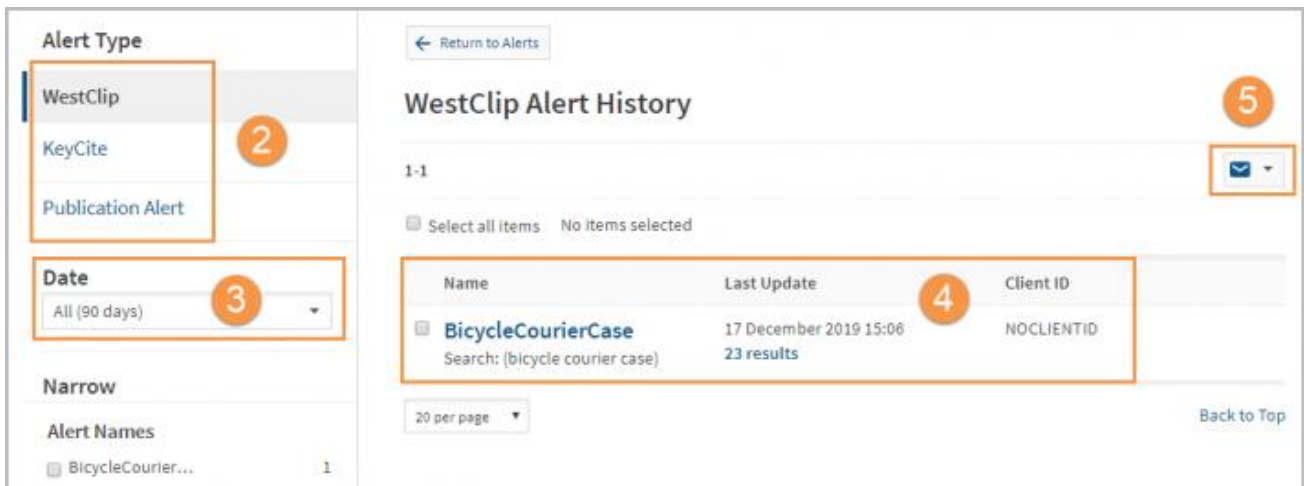 Alert Type
WestClip
KeyCite
Publication Alert
2
Date
All (90 days)
3
Narrow
Alert Names
BicycleCourier... 1
Return to Alerts
WestClip Alert History
5
1-1
Select all items No items selected
Name Last Update Client ID
4
BicycleCourierCase 17 December 2019 15:06 NOCLIENTID
Search: (bicycle courier case) 23 results
20 per page
Back to Top